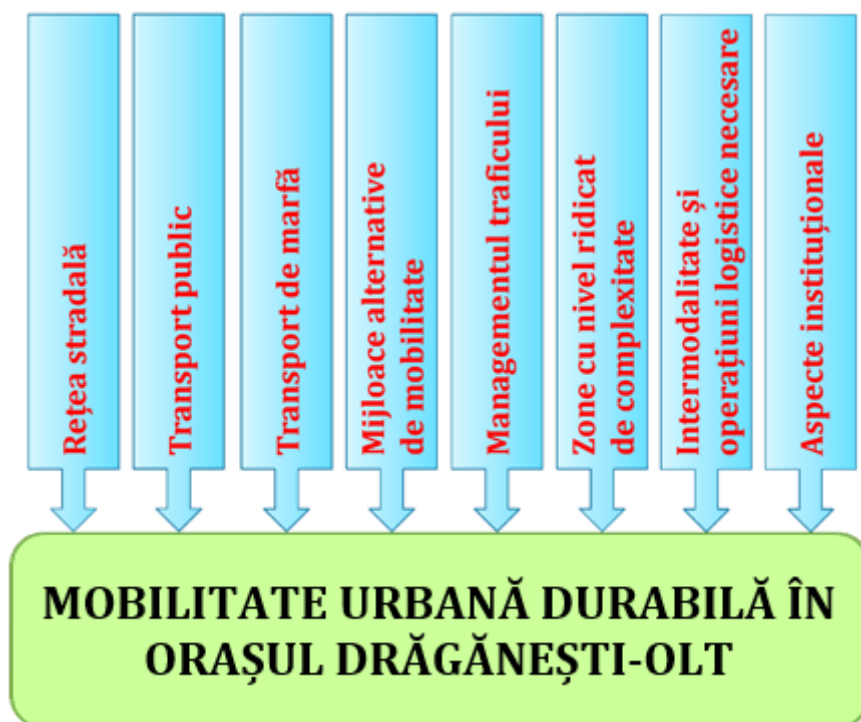 Rețea stradală
Transport public
Transport de marfă
Mijloace alternative
de mobilitate
Managementul traficului
Zone cu nivel ridicat
de complexitate
Intermodalitate și
operațiuni logistice necesare
Aspecte instituționale
MOBILITATE URBANĂ DURABILĂ ÎN
ORAȘUL DRĂGĂNEȘTI-OLT